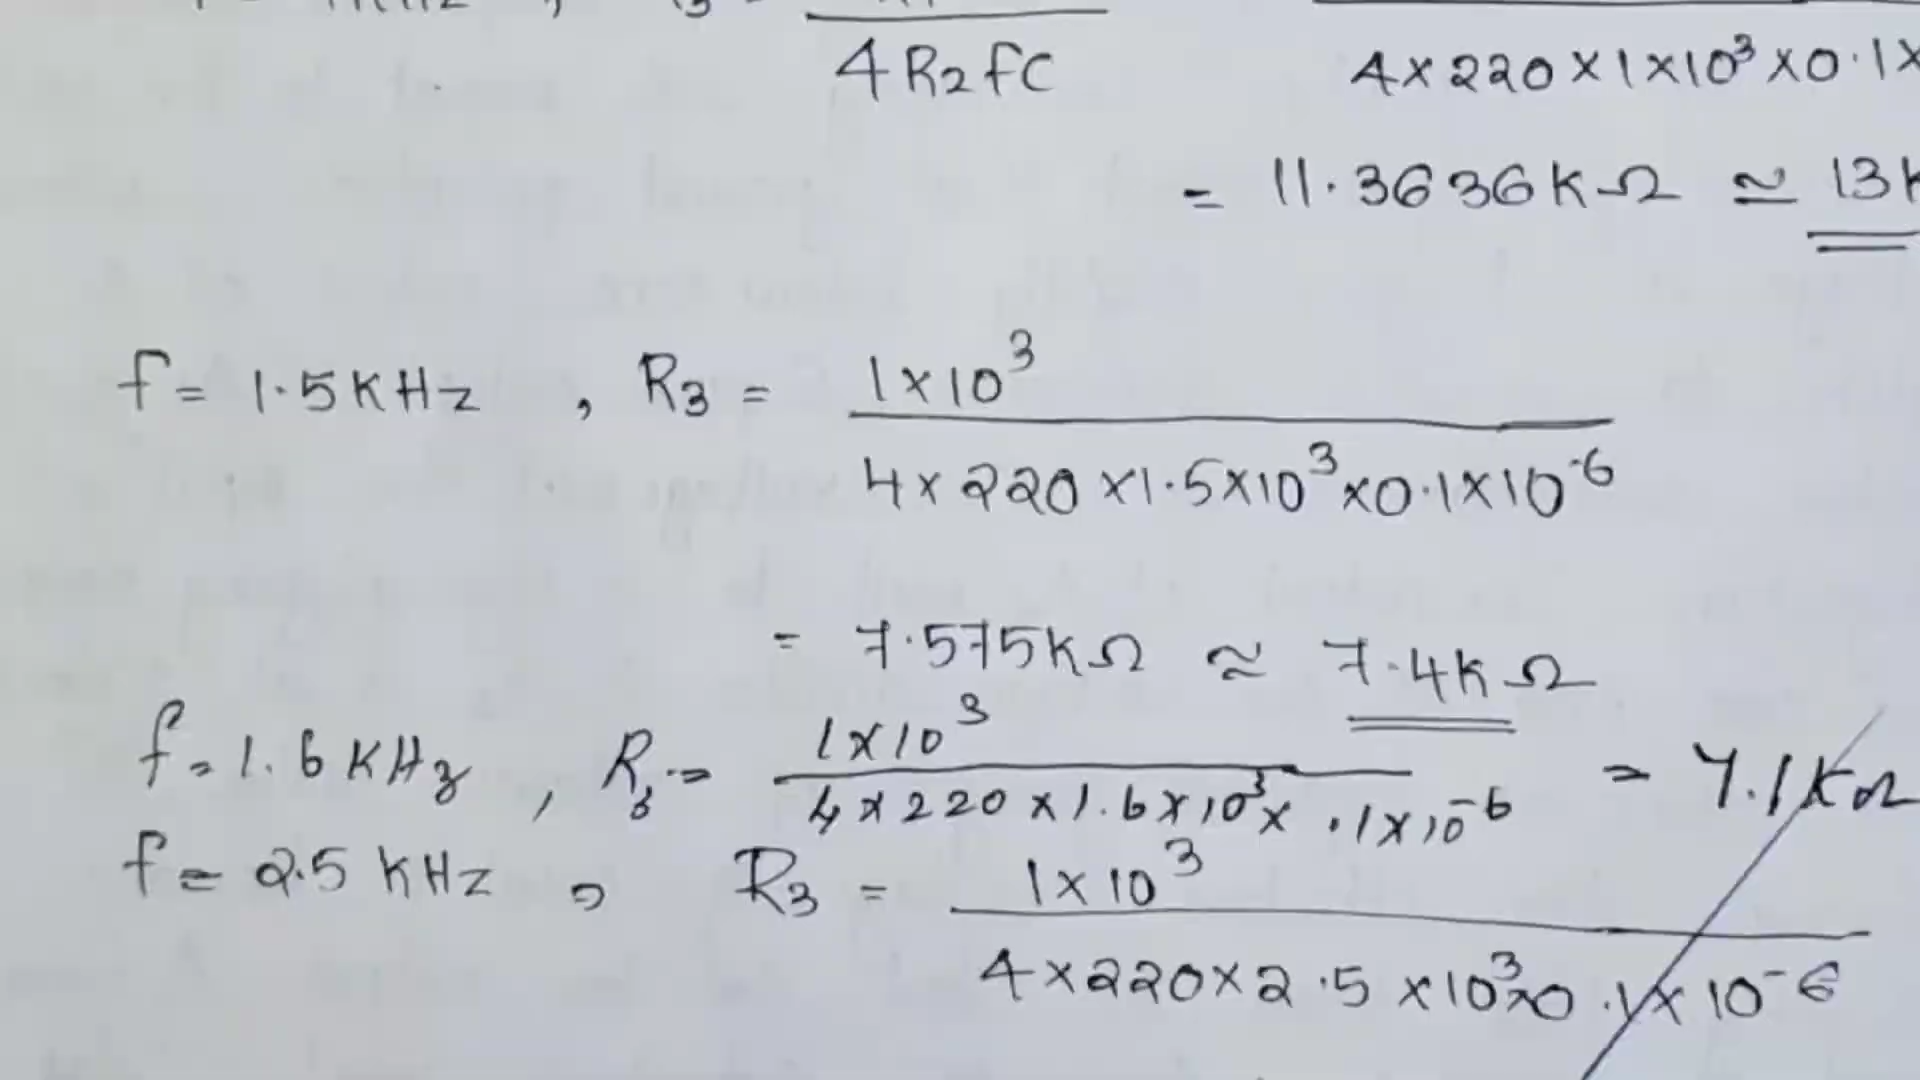 4R₂fC 4×220×1×10³×0.1×
= 11.3636KΩ ≃ 13K
f = 1.5KHz , R₃ = 1×10³
4×220×1.5×10³×0.1×10⁻⁶
= 7.575KΩ ≃ 7.4KΩ
f = 1.6 KHz , R₃ = 1×10³ = 7.1KΩ
4×220×1.6×10³× .1×10⁻⁶
f = 2.5 KHz , R₃ = 1×10³
4×220×2.5×10³×0.1×10⁻⁶